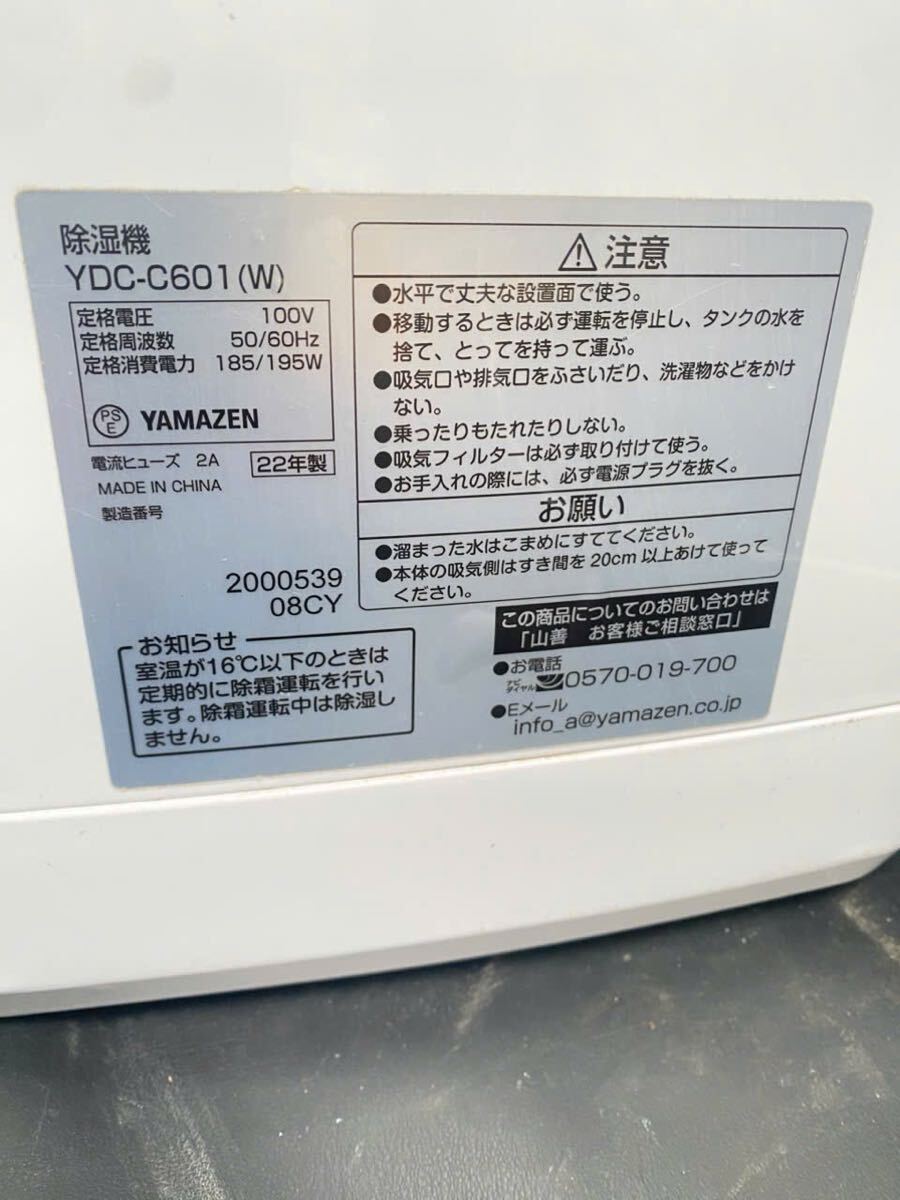 除湿機
YDC-C601(W)
定格電圧 100V
定格周波数 50/60Hz
定格消費電力 185/195W
PS
E
YAMAZEN
電流ヒューズ 2A 22年製
MADE IN CHINA
製造番号
2000539
08CY
お知らせ
室温が16℃以下のときは
定期的に除霜運転を行い
ます。除霜運転中は除湿し
ません。
注意
●水平で丈夫な設置面で使う。
●移動するときは必ず運転を停止し、タンクの水を
捨て、とってを持って運ぶ。
●吸気口や排気口をふさいだり、洗濯物などをかけ
ない。
●乗ったりもたれたりしない。
●吸気フィルターは必ず取り付けて使う。
●お手入れの際には、必ず電源プラグを抜く。
お願い
●溜まった水はこまめにすててください。
●本体の吸気側はすき間を20cm以上あけて使って
ください。
この商品についてのお問い合わせは
「山善 お客様ご相談窓口」
●お電話
ナビ
ダイヤル 0570-019-700
●Eメール
info_a@yamazen.co.jp